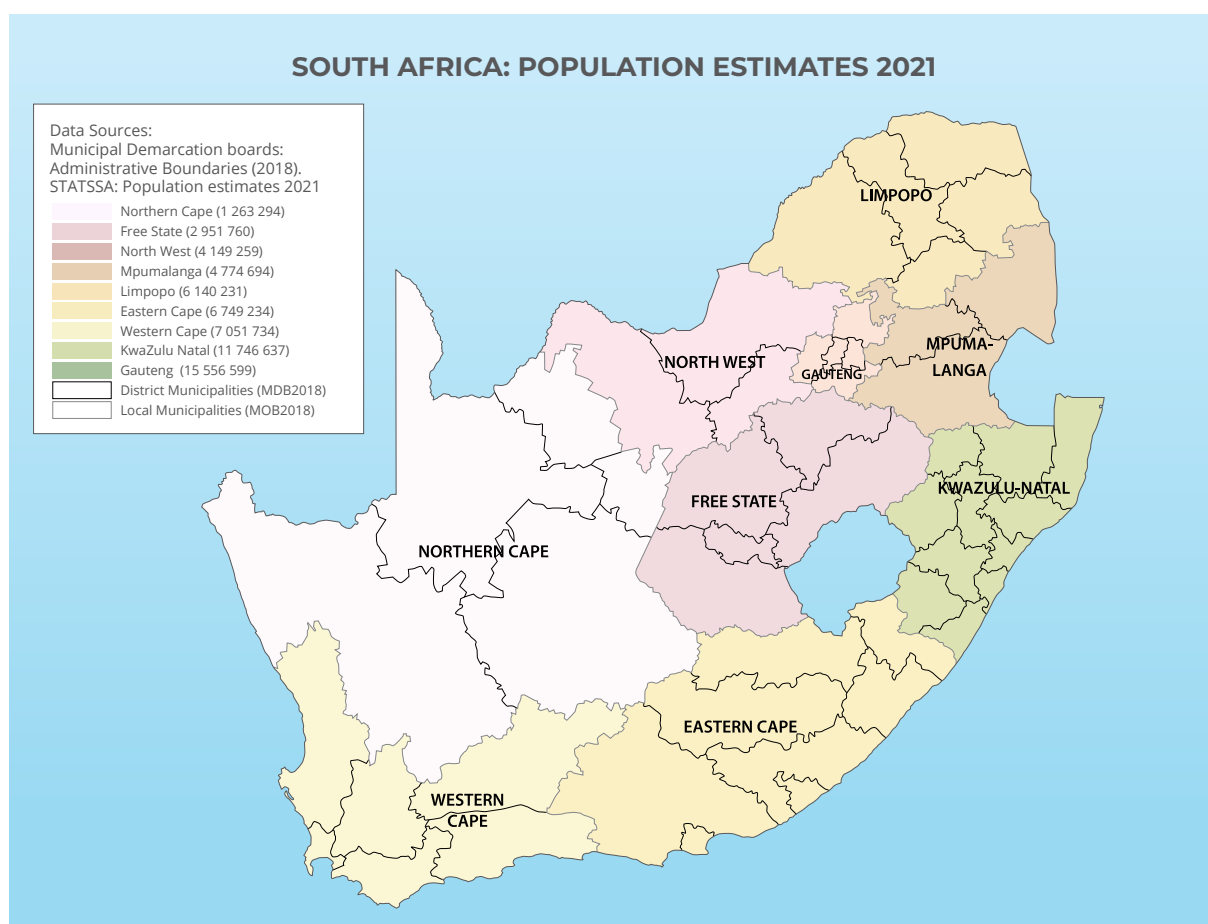 SOUTH AFRICA: POPULATION ESTIMATES 2021
Data Sources:
Municipal Demarcation boards:
Administrative Boundaries (2018).
STATSSA: Population estimates 2021
Northern Cape (1 263 294)
Free State (2 951 760)
North West (4 149 259)
Mpumalanga (4 774 694)
Limpopo (6 140 231)
Eastern Cape (6 749 234)
Western Cape (7 051 734)
KwaZulu Natal (11 746 637)
Gauteng (15 556 599)
District Municipalities (MDB2018)
Local Municipalities (MOB2018)
LIMPOPO
NORTH WEST
GAUTENG
MPUMA-
LANGA
FREE STATE
KWAZULU-NATAL
NORTHERN CAPE
EASTERN CAPE
WESTERN
CAPE